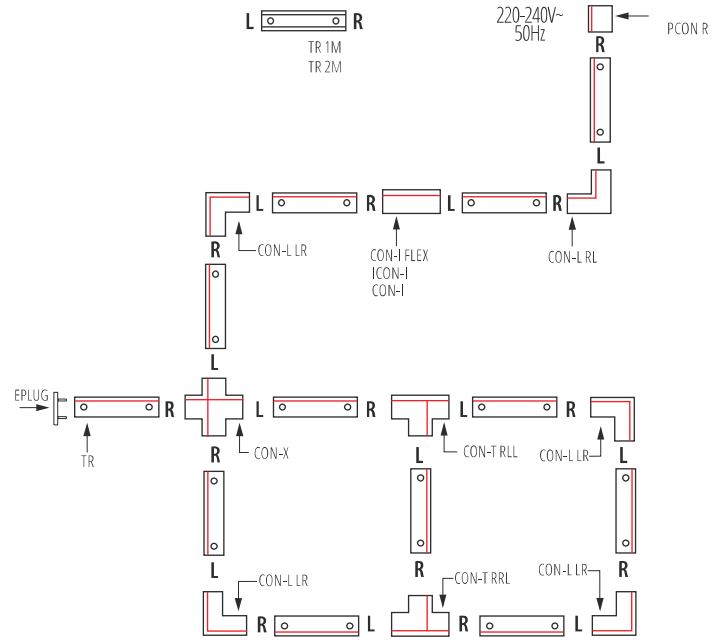 L R
TR 1M
TR 2M
220-240V~
50Hz
PCON R
R
L
L R L R
CON-L LR
CON-I FLEX
ICON-I
CON-I
CON-L RL
R
L
EPLUG
R L R L R
TR
CON-X
CON-T RLL
CON-L LR
R L L
L R R
CON-L LR
CON-T RRL
CON-L LR
R L R L